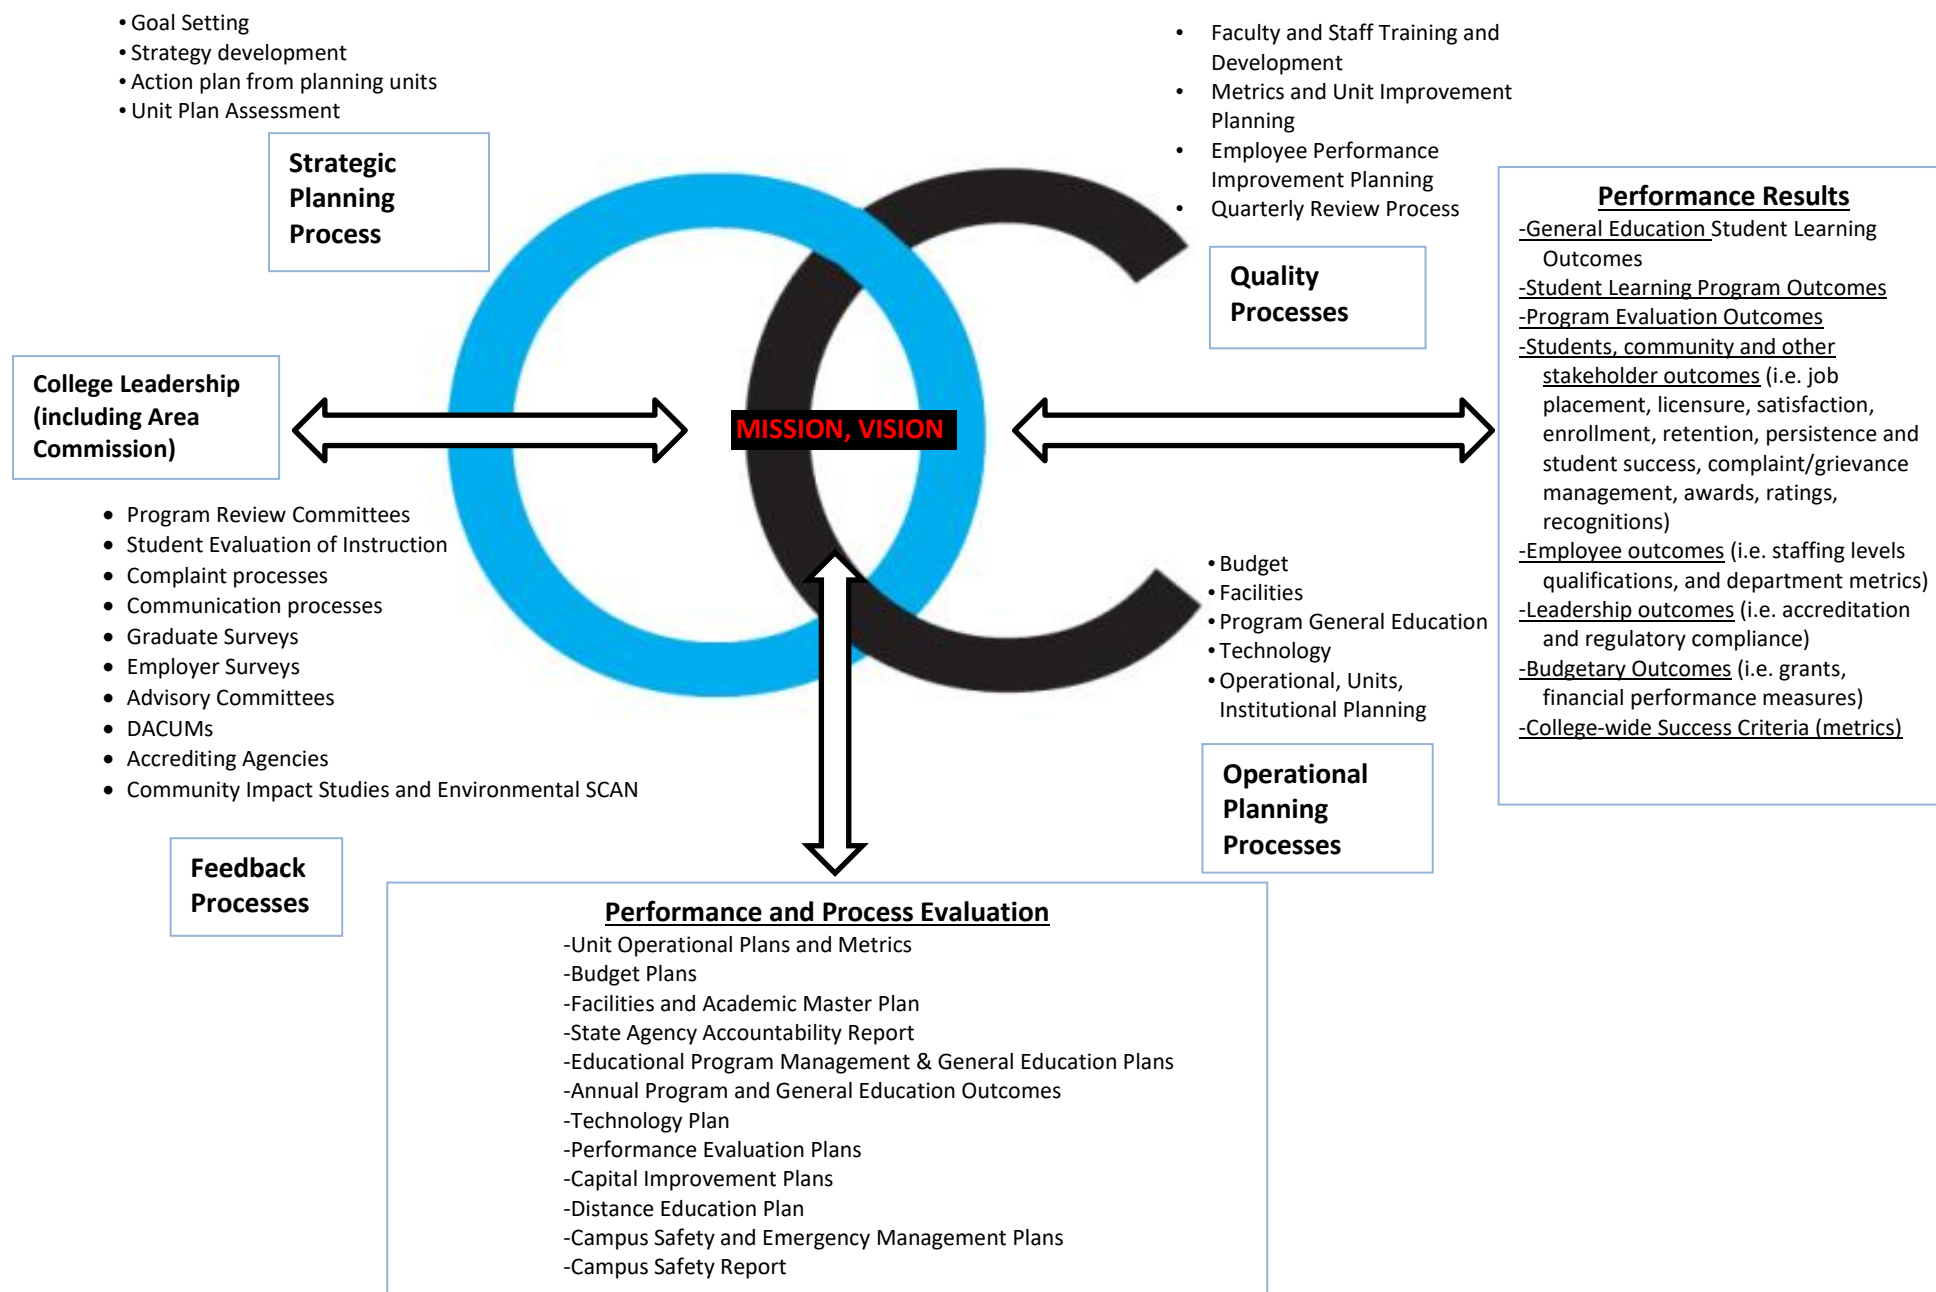 • Goal Setting
• Strategy development
• Action plan from planning units
• Unit Plan Assessment
Strategic
Planning
Process
• Faculty and Staff Training and
Development
• Metrics and Unit Improvement
Planning
• Employee Performance
Improvement Planning
• Quarterly Review Process
Quality
Processes
Performance Results
-General Education Student Learning
Outcomes
-Student Learning Program Outcomes
-Program Evaluation Outcomes
-Students, community and other
stakeholder outcomes (i.e. job
placement, licensure, satisfaction,
enrollment, retention, persistence and
student success, complaint/grievance
management, awards, ratings,
recognitions)
-Employee outcomes (i.e. staffing levels
qualifications, and department metrics)
-Leadership outcomes (i.e. accreditation
and regulatory compliance)
-Budgetary Outcomes (i.e. grants,
financial performance measures)
-College-wide Success Criteria (metrics)
College Leadership
(including Area
Commission)
MISSION, VISION
• Program Review Committees
• Student Evaluation of Instruction
• Complaint processes
• Communication processes
• Graduate Surveys
• Employer Surveys
• Advisory Committees
• DACUMs
• Accrediting Agencies
• Community Impact Studies and Environmental SCAN
Feedback
Processes
• Budget
• Facilities
• Program General Education
• Technology
• Operational, Units,
Institutional Planning
Operational
Planning
Processes
Performance and Process Evaluation
-Unit Operational Plans and Metrics
-Budget Plans
-Facilities and Academic Master Plan
-State Agency Accountability Report
-Educational Program Management & General Education Plans
-Annual Program and General Education Outcomes
-Technology Plan
-Performance Evaluation Plans
-Capital Improvement Plans
-Distance Education Plan
-Campus Safety and Emergency Management Plans
-Campus Safety Report